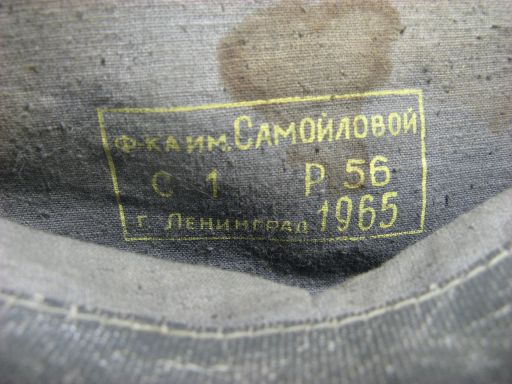 Ф-КА ИМ. САМОЙЛОВОЙ
С 1 Р 56
г. ЛЕНИНГРАД 1965